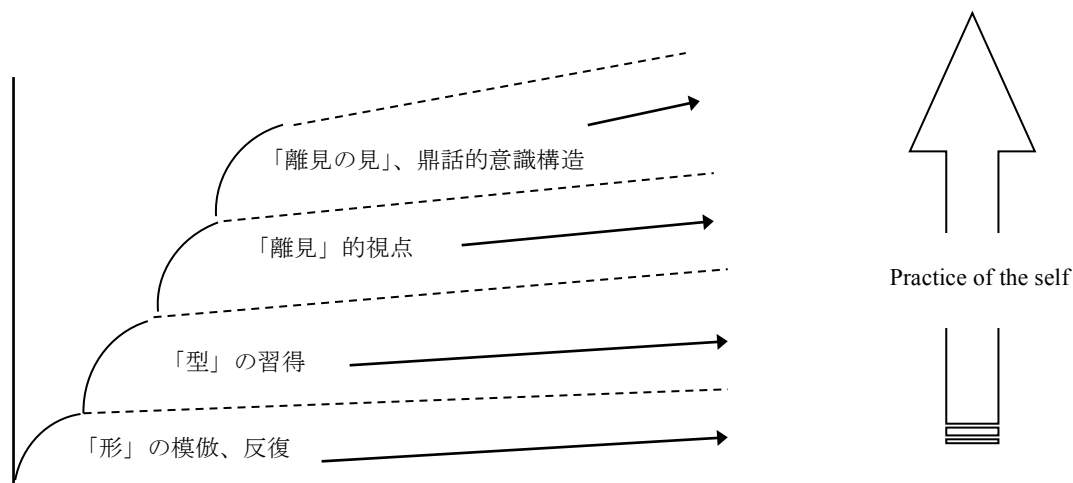 「離見の見」、鼎話的意識構造
「離見」的視点
Practice of the self
「型」の習得
「形」の模倣、反復